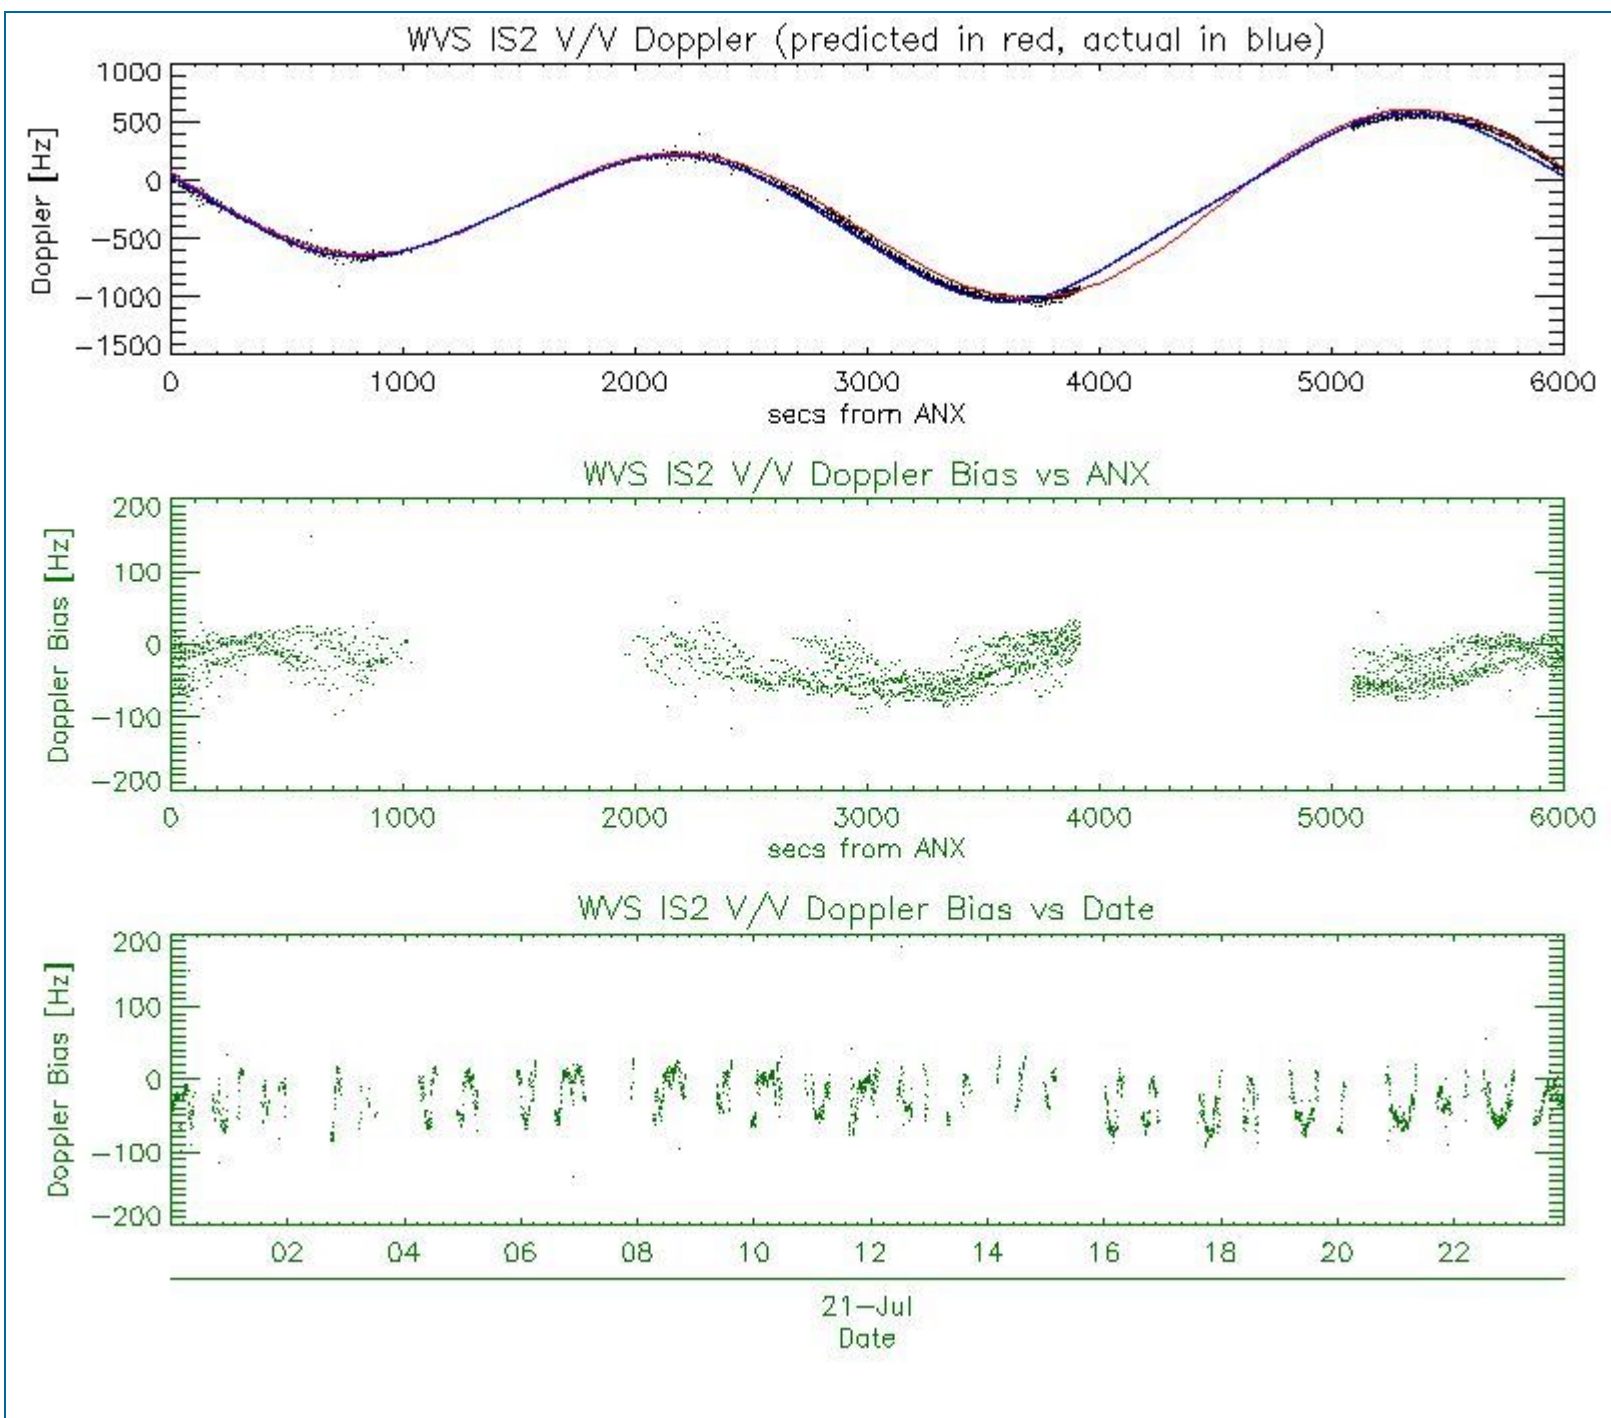 WVS IS2 V/V Doppler (predicted in red, actual in blue)
1000
500
0
−500
−1000
−1500
Doppler [Hz]
0 1000 2000 3000 4000 5000 6000
secs from ANX
WVS IS2 V/V Doppler Bias vs ANX
200
100
0
−100
−200
Doppler Bias [Hz]
0 1000 2000 3000 4000 5000 6000
secs from ANX
WVS IS2 V/V Doppler Bias vs Date
200
100
0
−100
−200
Doppler Bias [Hz]
02 04 06 08 10 12 14 16 18 20 22
21−Jul
Date